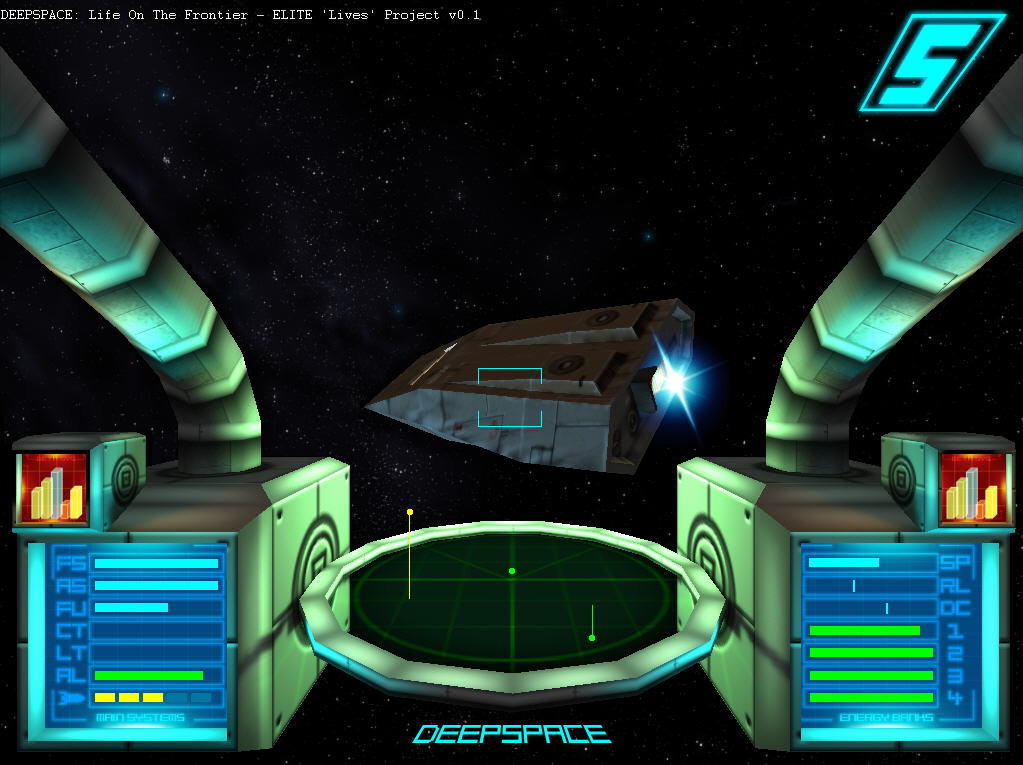 DEEPSPACE: Life On The Frontier - ELITE 'Lives' Project v0.1
S
FS
AS
FU
CT
LT
AL
MAIN SYSTEMS
SP
RL
DC
1
2
3
4
ENERGY BANKS
DEEPSPACE